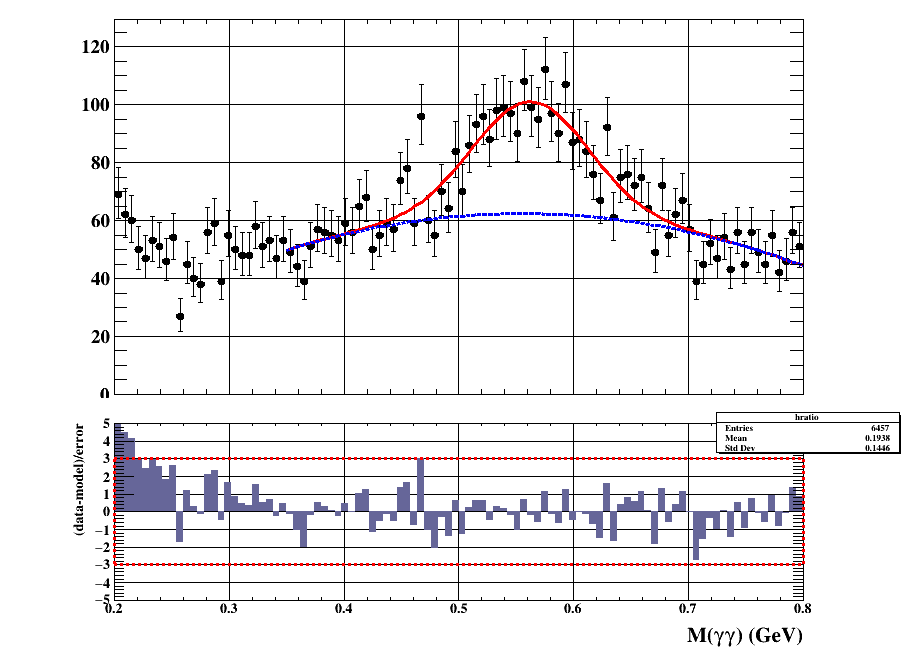 120
100
80
60
40
20
0
hratio
Entries 6457
Mean 0.1938
Std Dev 0.1446
(data-model)/error
5
4
3
2
1
0
−1
−2
−3
−4
−5
0.2 0.3 0.4 0.5 0.6 0.7 0.8
M(γγ) (GeV)